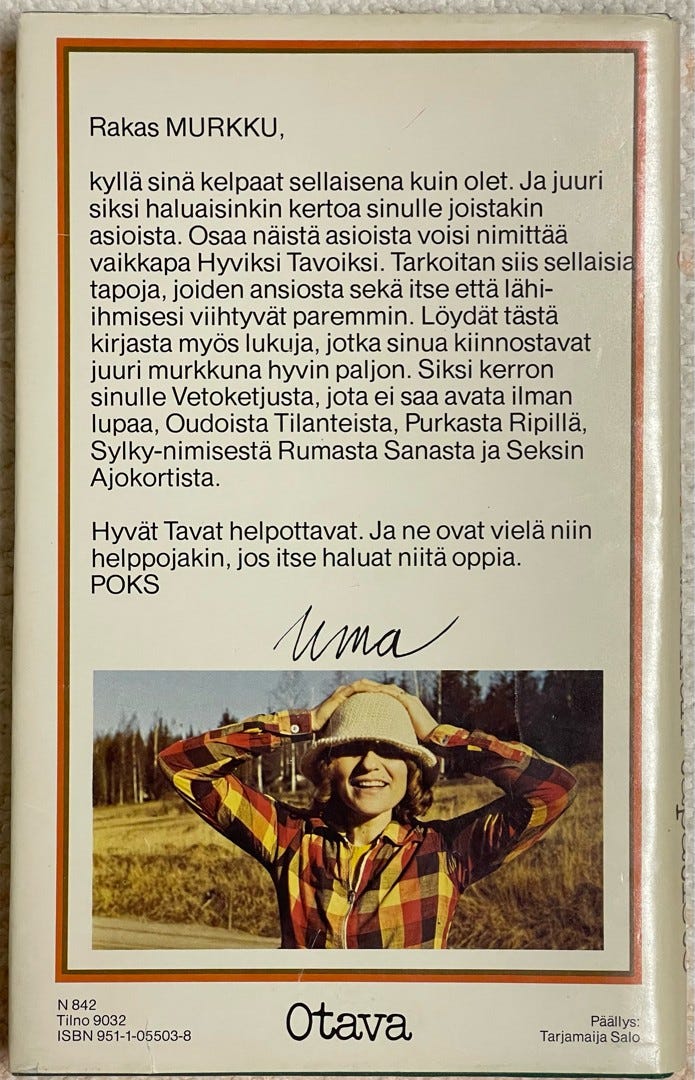 Rakas MURKKU,
kyllä sinä kelpaat sellaisena kuin olet. Ja juuri
siksi haluaisinkin kertoa sinulle joistakin
asioista. Osaa näistä asioista voisi nimittää
vaikkapa Hyviksi Tavoiksi. Tarkoitan siis sellaisia
tapoja, joiden ansiosta sekä itse että lähi-
ihmisesi viihtyvät paremmin. Löydät tästä
kirjasta myös lukuja, jotka sinua kiinnostavat
juuri murkkuna hyvin paljon. Siksi kerron
sinulle Vetoketjusta, jota ei saa avata ilman
lupaa, Oudoista Tilanteista, Purkasta Ripillä,
Sylky-nimisestä Rumasta Sanasta ja Seksin
Ajokortista.
Hyvät Tavat helpottavat. Ja ne ovat vielä niin
helppojakin, jos itse haluat niitä oppia.
POKS
Uma
N 842
Tilno 9032
ISBN 951-1-05503-8
Otava
Päällys:
Tarjamaija Salo